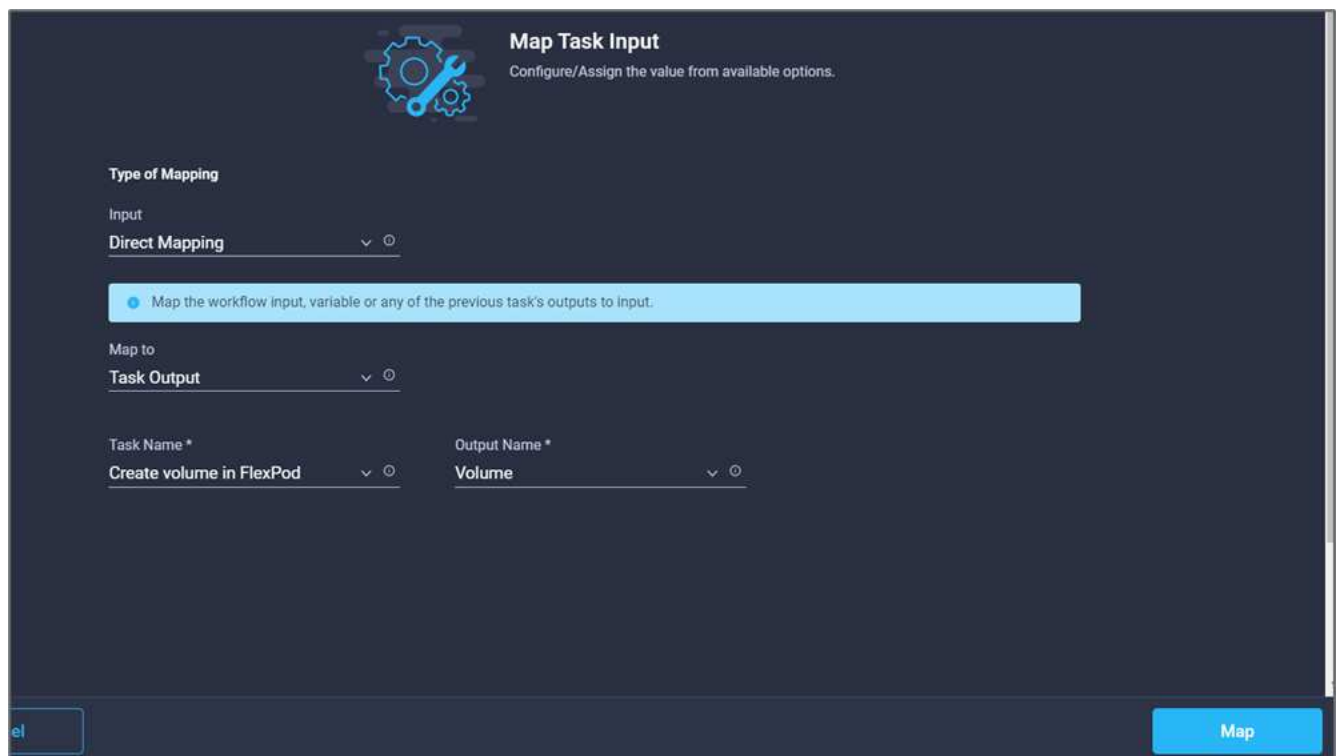 Map Task Input
Configure/Assign the value from available options.
Type of Mapping
Input
Direct Mapping
Map the workflow input, variable or any of the previous task's outputs to input.
Map to
Task Output
Task Name * Output Name *
Create volume in FlexPod Volume
el Map